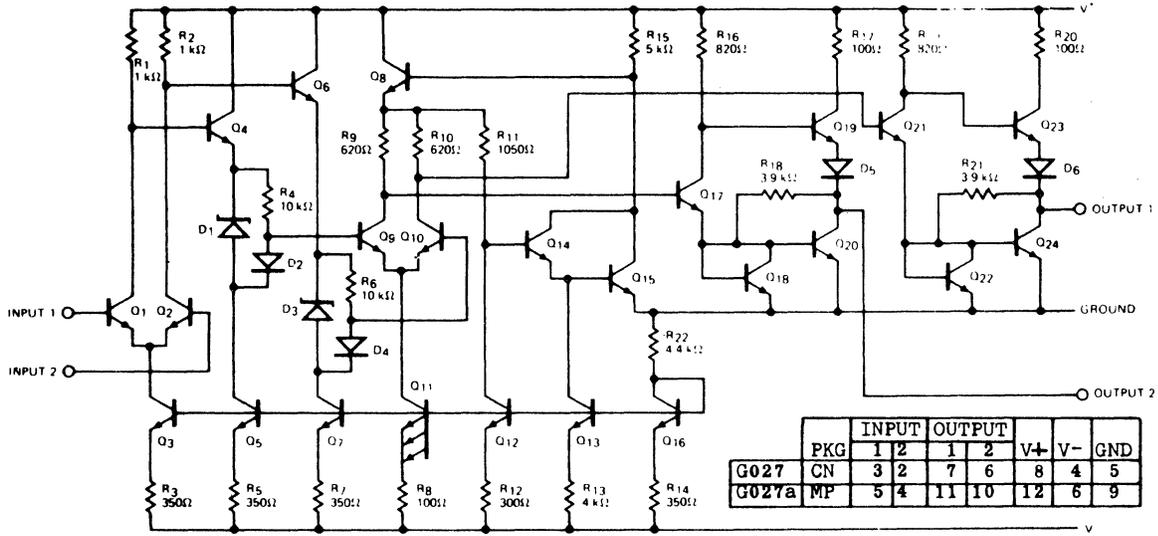 V+
R2
1 kΩ
R1
1 kΩ
R15
5 kΩ
R16
820Ω
R17
100Ω
820Ω
R20
100Ω
Q8
Q6
Q4
R9
620Ω
R10
620Ω
R11
1050Ω
Q19
Q21
Q23
R18
3.9 kΩ
D5
R21
3.9 kΩ
D6
R4
10 kΩ
Q17
OUTPUT 1
D1
Q9
Q10
Q14
Q20
Q24
D2
R6
10 kΩ
Q15
Q18
Q22
D3
INPUT 1
Q1
Q2
GROUND
D4
R22
4.4 kΩ
INPUT 2
Q11
OUTPUT 2
Q3
Q5
Q7
Q12
Q13
Q16
R3
350Ω
R5
350Ω
R7
350Ω
R8
100Ω
R12
300Ω
R13
4 kΩ
R14
350Ω
V
INPUT OUTPUT
PKG 1 2 1 2 V+ V- GND
G027 CN 3 2 7 6 8 4 5
G027a MP 5 4 11 10 12 6 9